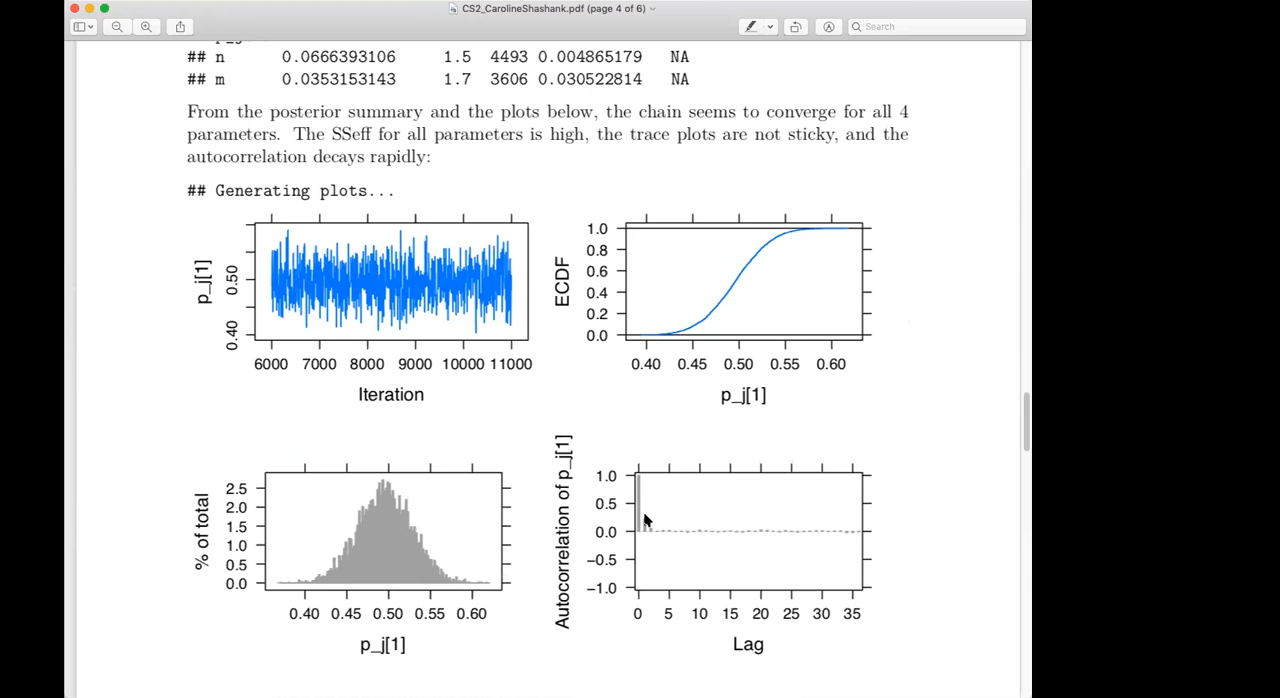 CS2_CarolineShashank.pdf (page 4 of 6)
Search
## n 0.0666393106 1.5 4493 0.004865179 NA
## m 0.0353153143 1.7 3606 0.030522814 NA
From the posterior summary and the plots below, the chain seems to converge for all 4
parameters. The SSeff for all parameters is high, the trace plots are not sticky, and the
autocorrelation decays rapidly:
## Generating plots...
p_j[1]
0.50
0.40
6000 7000 8000 9000 10000 11000
Iteration
ECDF
1.0
0.8
0.6
0.4
0.2
0.0
0.40 0.45 0.50 0.55 0.60
p_j[1]
% of total
2.5
2.0
1.5
1.0
0.5
0.0
0.40 0.45 0.50 0.55 0.60
p_j[1]
Autocorrelation of p_j[1]
1.0
0.5
0.0
−0.5
−1.0
0 5 10 15 20 25 30 35
Lag